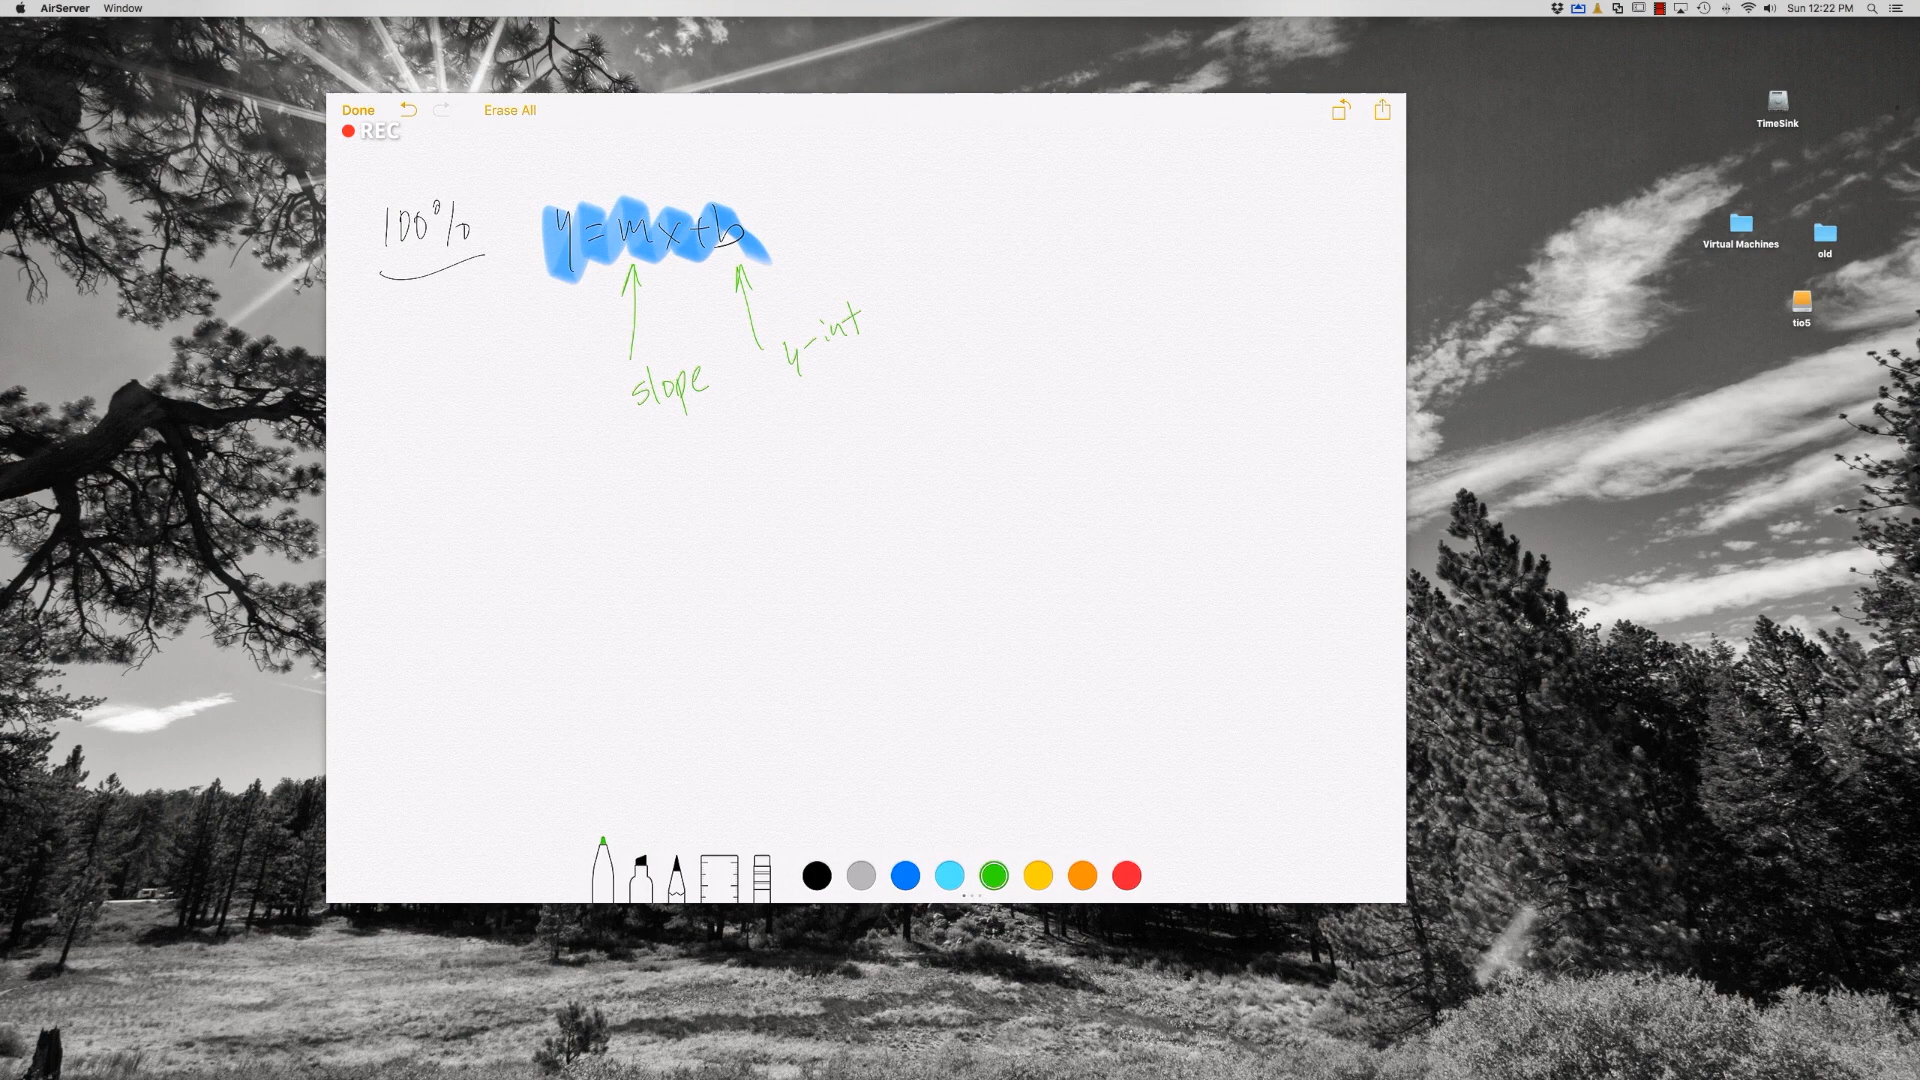 AirServer Window Sun 12:22 PM
Done Erase All
REC
100%
y=mx+b
y-int
slope
TimeSink
Virtual Machines
old
tio5